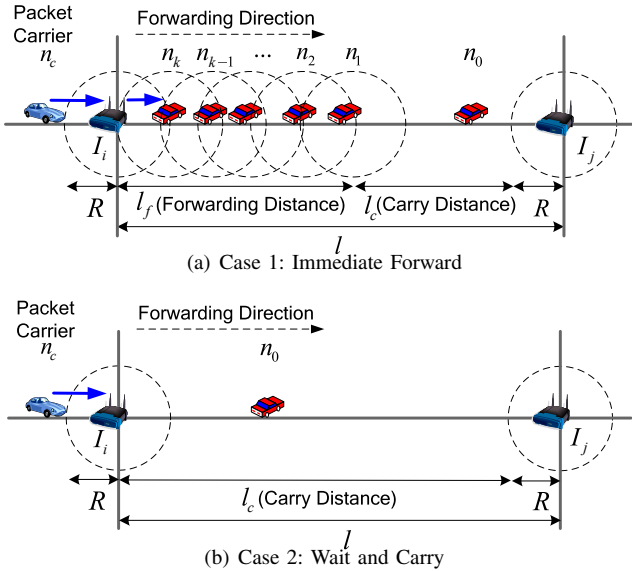 Packet
Carrier
Forwarding Direction
n_c
n_k n_{k-1} ... n_2 n_1 n_0
I_i I_j
R l_f (Forwarding Distance) l_c (Carry Distance) R
l
(a) Case 1: Immediate Forward
Packet
Carrier
Forwarding Direction
n_c n_0
I_i I_j
R l_c (Carry Distance) R
l
(b) Case 2: Wait and Carry